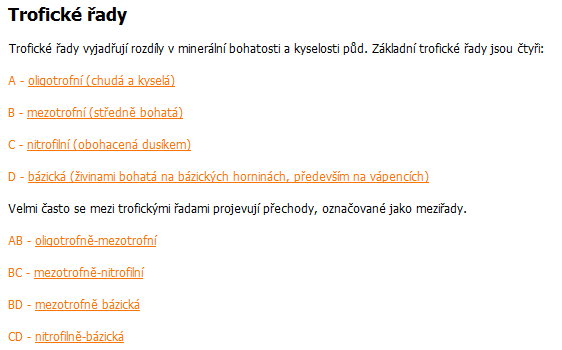 Trofické řady
Trofické řady vyjadřují rozdíly v minerální bohatosti a kyselosti půd. Základní trofické řady jsou čtyři:
A - oligotrofní (chudá a kyselá)
B - mezotrofní (středně bohatá)
C - nitrofilní (obohacená dusíkem)
D - bázická (živinami bohatá na bázických horninách, především na vápencích)
Velmi často se mezi trofickými řadami projevují přechody, označované jako meziřady.
AB - oligotrofně-mezotrofní
BC - mezotrofně-nitrofilní
BD - mezotrofně bázická
CD - nitrofilně-bázická